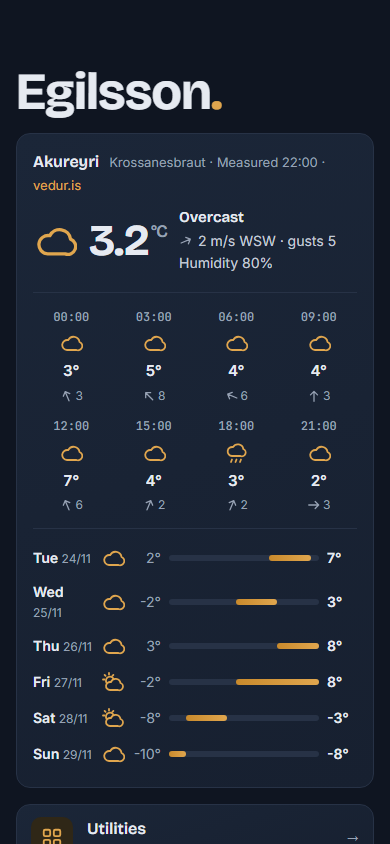 Egilsson.
Akureyri Krossanesbraut · Measured 22:00 ·
vedur.is
3.2°C
Overcast
2 m/s WSW · gusts 5
Humidity 80%
00:00 03:00 06:00 09:00
3° 5° 4° 4°
3 8 6 3
12:00 15:00 18:00 21:00
7° 4° 3° 2°
6 2 2 3
Tue 24/11 2° 7°
Wed
25/11 -2° 3°
Thu 26/11 3° 8°
Fri 27/11 -2° 8°
Sat 28/11 -8° -3°
Sun 29/11 -10° -8°
Utilities →